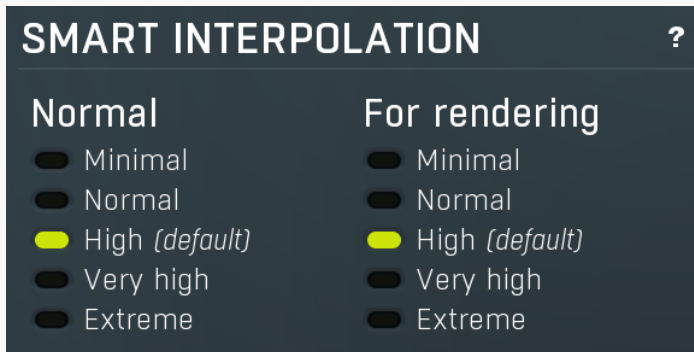 SMART INTERPOLATION ?
Normal
Minimal
Normal
High (default)
Very high
Extreme
For rendering
Minimal
Normal
High (default)
Very high
Extreme